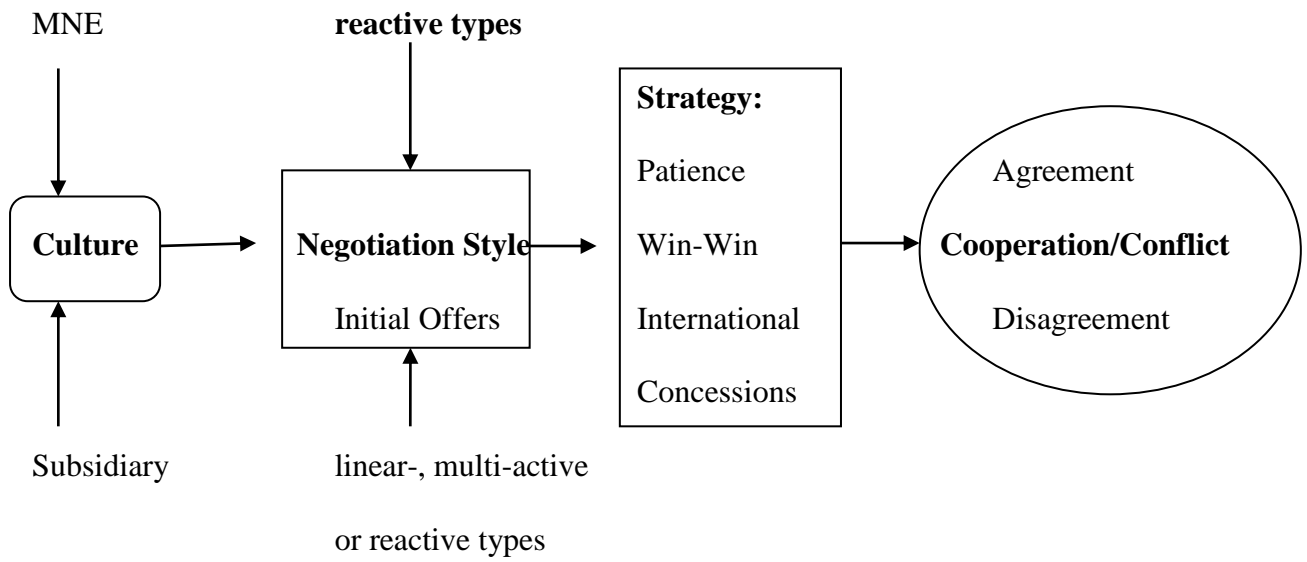 MNE
reactive types
Strategy:
Patience
Agreement
Culture
Negotiation Style
Win-Win
Cooperation/Conflict
Initial Offers
International
Disagreement
Concessions
Subsidiary
linear-, multi-active
or reactive types